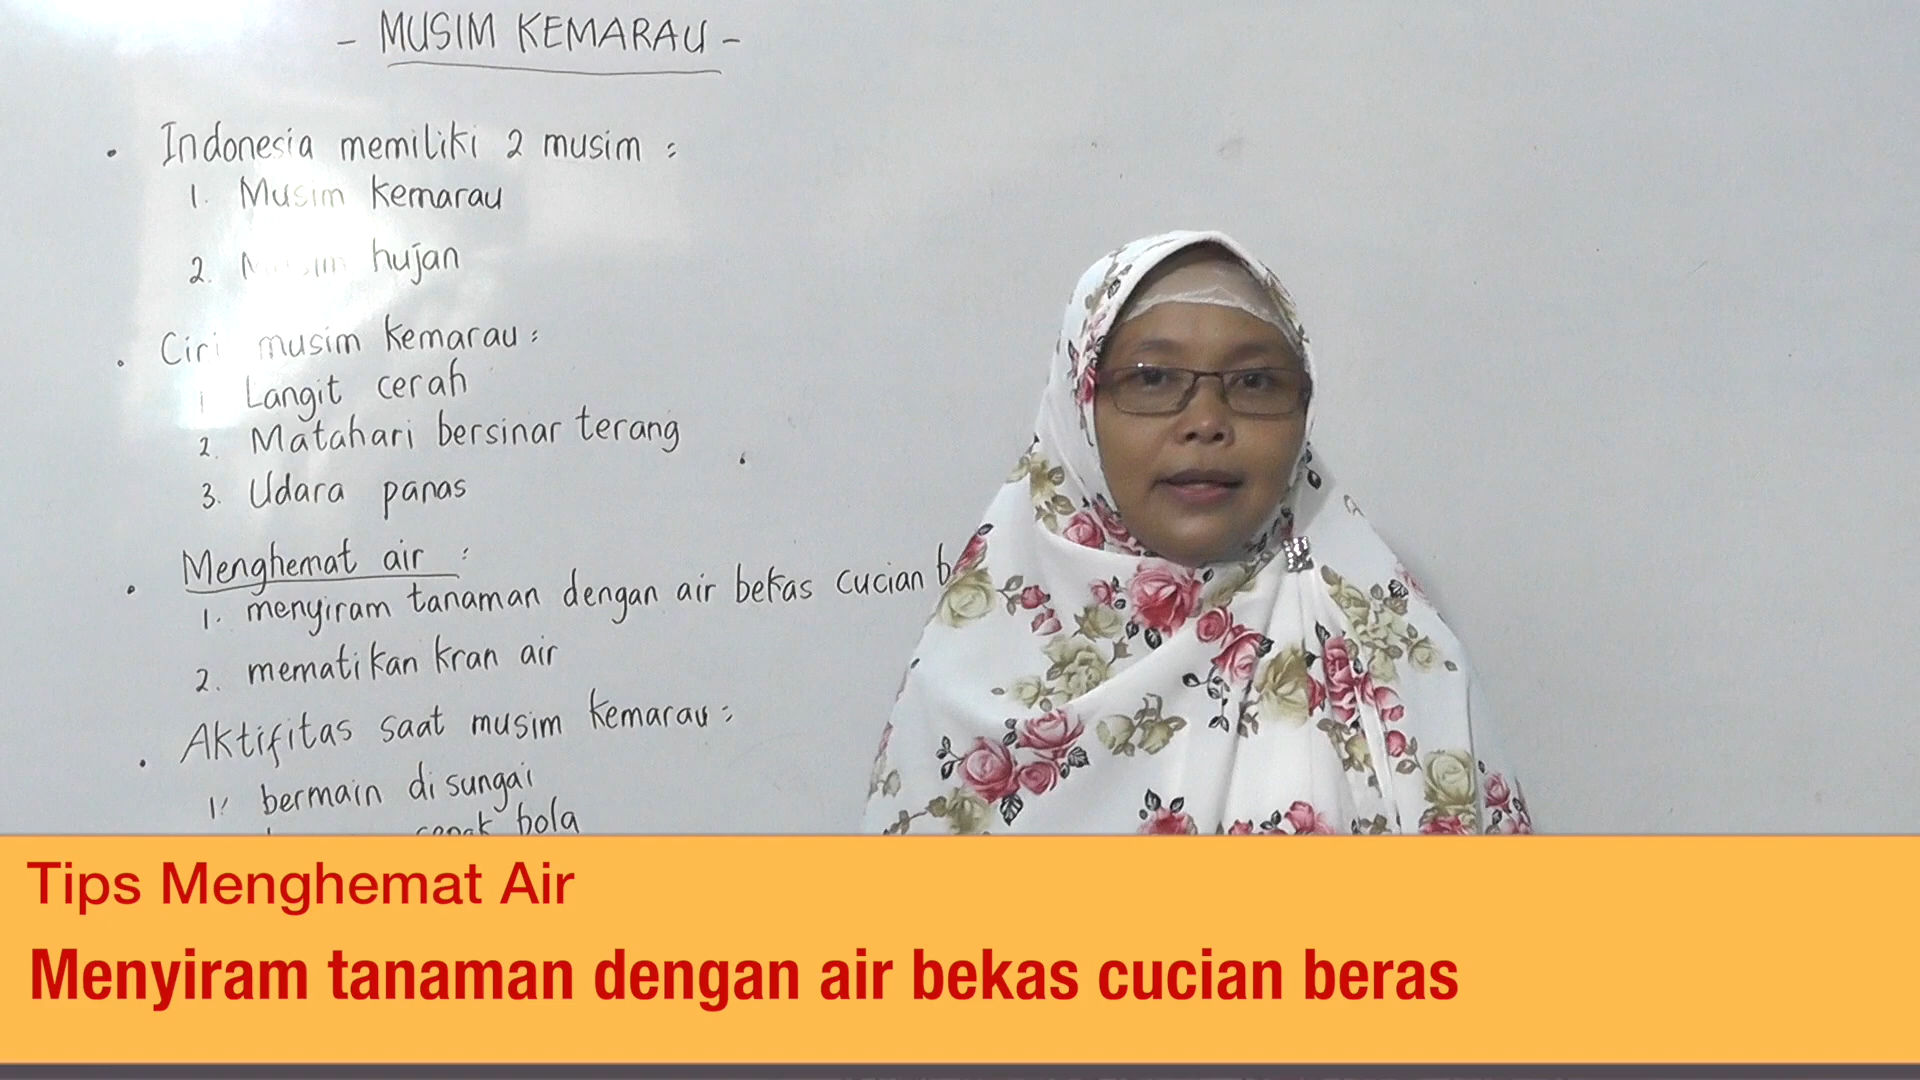 - MUSIM KEMARAU -
• Indonesia memiliki 2 musim :
1. Musim kemarau
2. Musim hujan
• Ciri musim kemarau :
1 Langit cerah
2. Matahari bersinar terang
3. Udara panas
• Menghemat air :
1. menyiram tanaman dengan air bekas cucian
2. mematikan kran air
• Aktifitas saat musim kemarau :
1. bermain di sungai
bola
Tips Menghemat Air
Menyiram tanaman dengan air bekas cucian beras